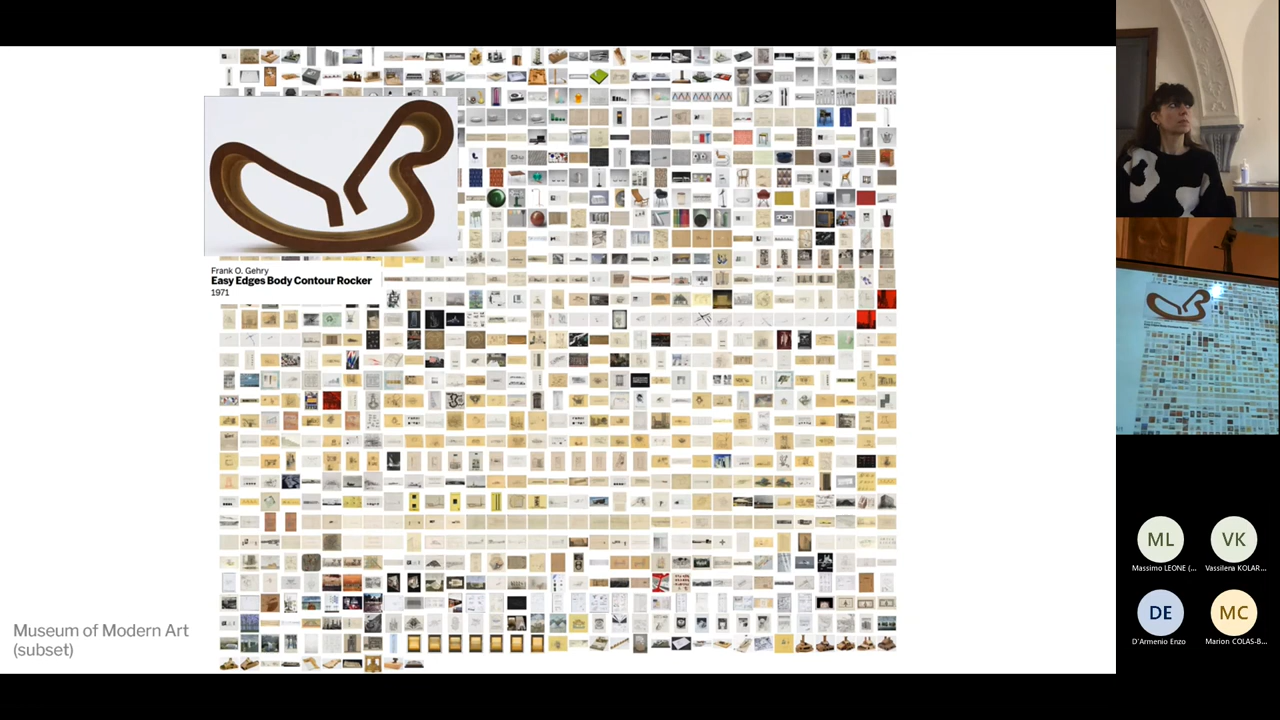 Frank O. Gehry
Easy Edges Body Contour Rocker
1971
Museum of Modern Art
(subset)
ML
VK
Massimo LEONE (...
Vassilena KOLAR...
DE
MC
D'Armenio Enzo
Marion COLAS-B...